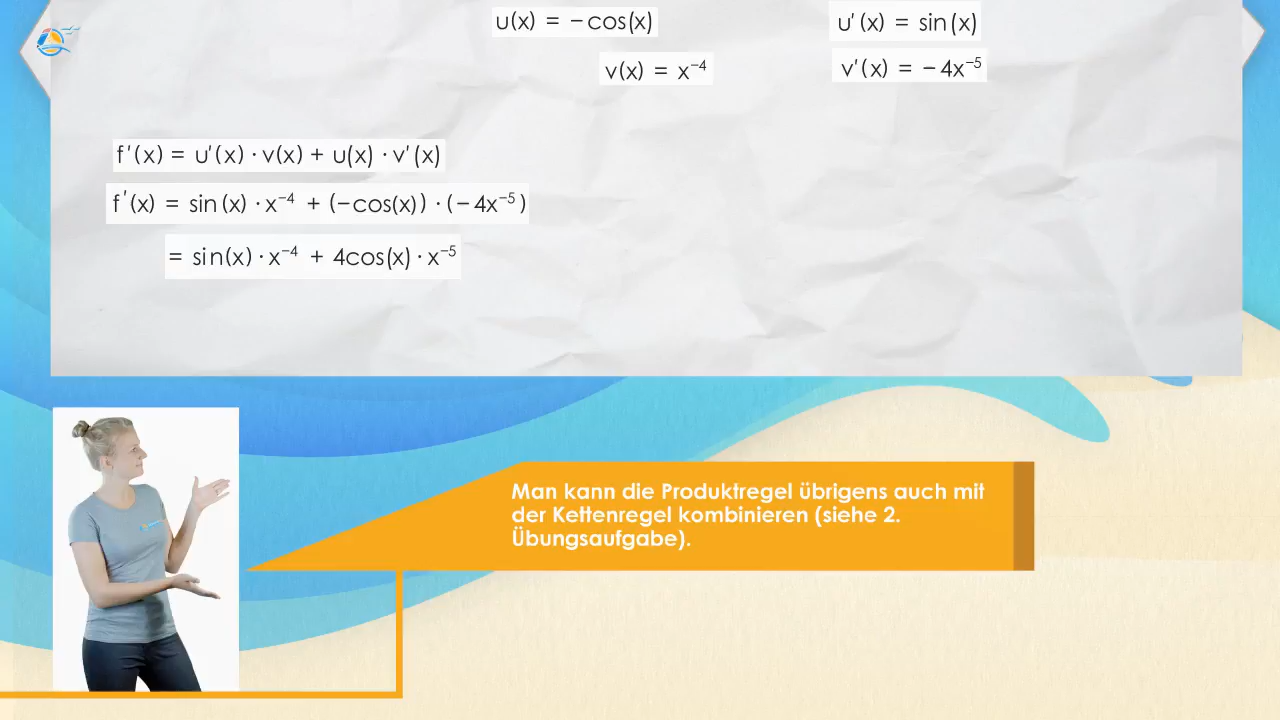 u(x) = −cos(x)
u′(x) = sin(x)
v(x) = x⁻⁴
v′(x) = −4x⁻⁵
f′(x) = u′(x) · v(x) + u(x) · v′(x)
f′(x) = sin(x) · x⁻⁴ + (−cos(x)) · (−4x⁻⁵)
= sin(x) · x⁻⁴ + 4cos(x) · x⁻⁵
Man kann die Produktregel übrigens auch mit
der Kettenregel kombinieren (siehe 2.
Übungsaufgabe).